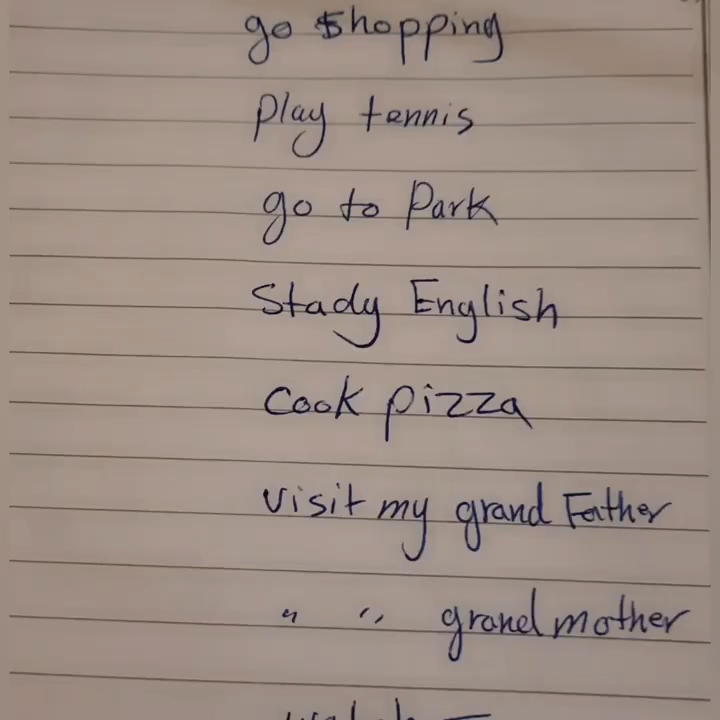 go shopping
play tennis
go to Park
Stady English
Cook pizza
visit my grand Father
" " grand mother